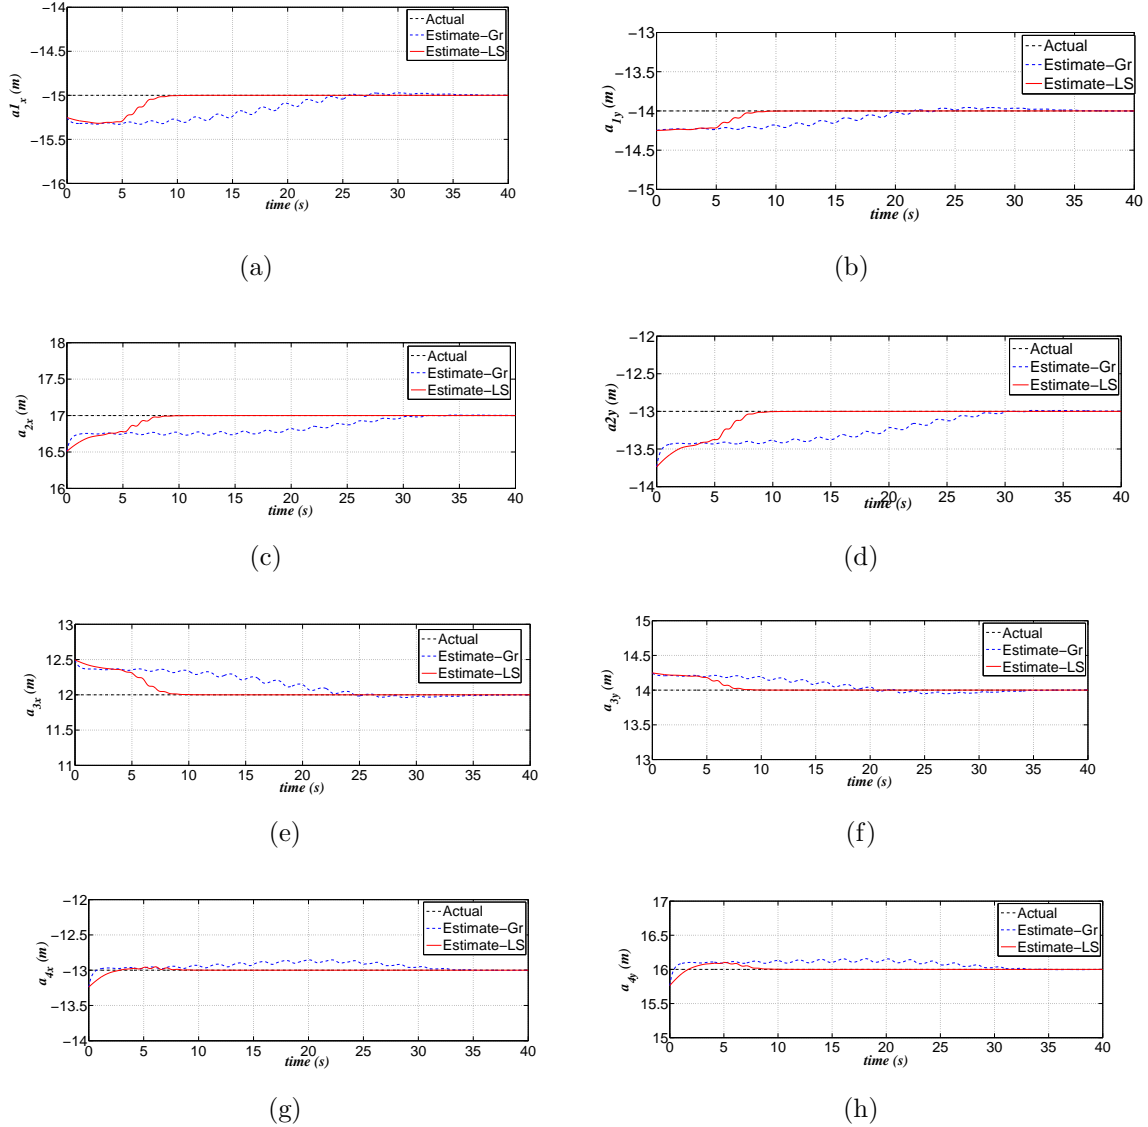 −14
−14.5
−15
−15.5
−16
a1x (m)
0 5 10 15 20 25 30 35 40
time (s)
Actual
Estimate−Gr
Estimate−LS
(a)
−13
−13.5
−14
−14.5
−15
a1y (m)
0 5 10 15 20 25 30 35 40
time (s)
Actual
Estimate−Gr
Estimate−LS
(b)
18
17.5
17
16.5
16
a2x (m)
0 5 10 15 20 25 30 35 40
time (s)
Actual
Estimate−Gr
Estimate−LS
(c)
−12
−12.5
−13
−13.5
−14
a2y (m)
0 5 10 15 20 25 30 35 40
time (s)
Actual
Estimate−Gr
Estimate−LS
(d)
13
12.5
12
11.5
11
a3x (m)
0 5 10 15 20 25 30 35 40
time (s)
Actual
Estimate−Gr
Estimate−LS
(e)
15
14.5
14
13.5
13
a3y (m)
0 5 10 15 20 25 30 35 40
time (s)
Actual
Estimate−Gr
Estimate−LS
(f)
−12
−12.5
−13
−13.5
−14
a4x (m)
0 5 10 15 20 25 30 35 40
time (s)
Actual
Estimate−Gr
Estimate−LS
(g)
17
16.5
16
15.5
15
a4y (m)
0 5 10 15 20 25 30 35 40
time (s)
Actual
Estimate−Gr
Estimate−LS
(h)